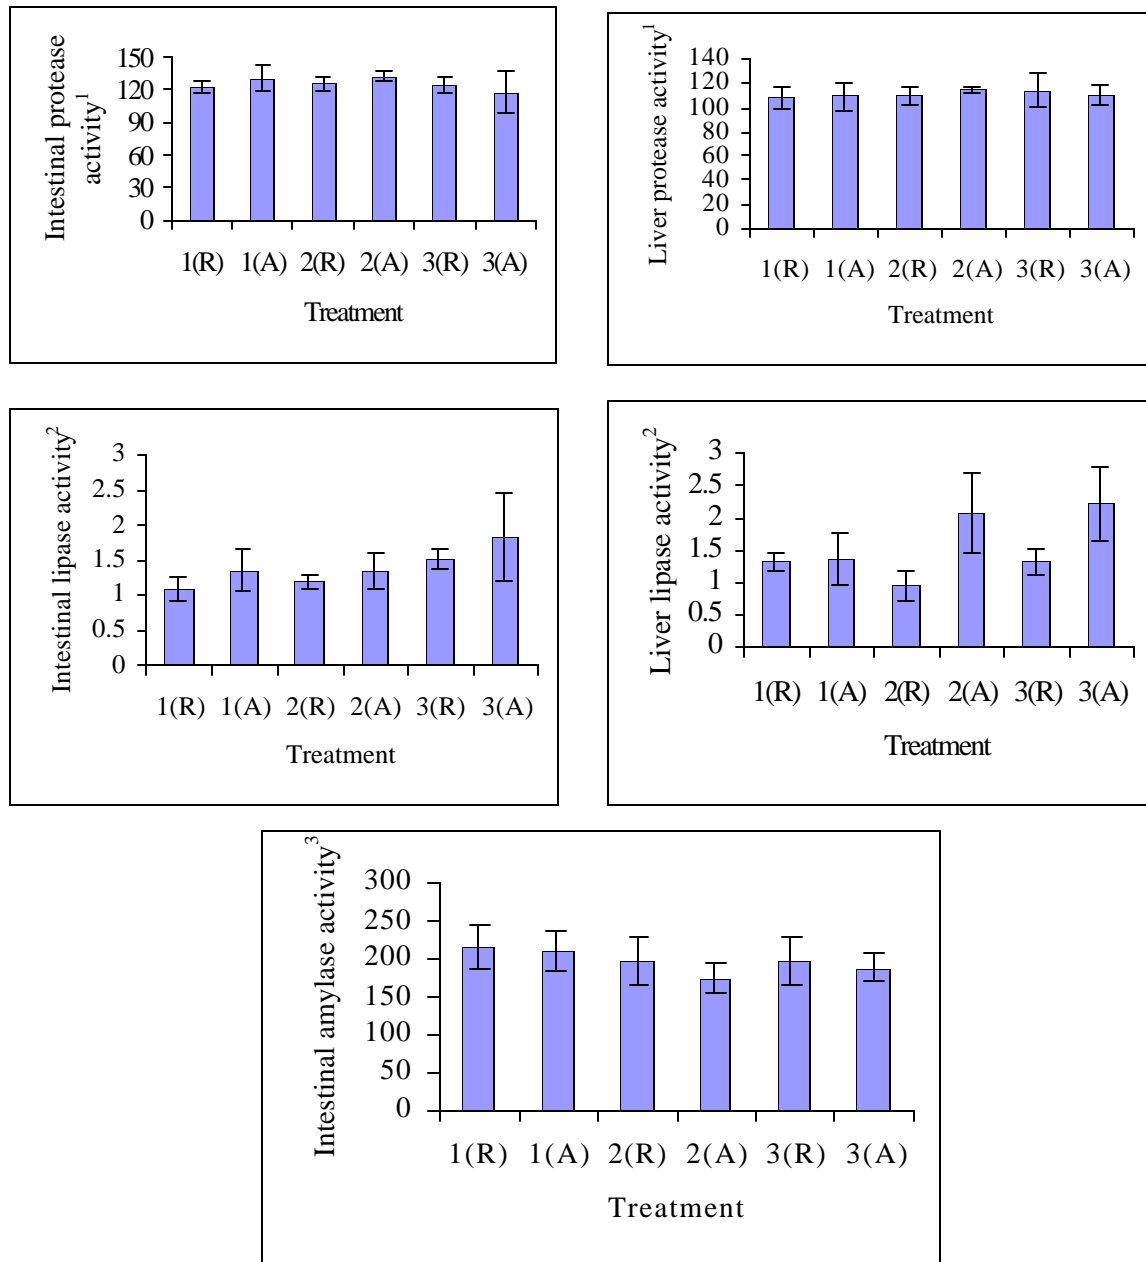 Intestinal protease
activity1
150
120
90
60
30
0
1(R) 1(A) 2(R) 2(A) 3(R) 3(A)
Treatment
Liver protease activity1
140
120
100
80
60
40
20
0
1(R) 1(A) 2(R) 2(A) 3(R) 3(A)
Treatment
Intestinal lipase activity2
3
2.5
2
1.5
1
0.5
0
1(R) 1(A) 2(R) 2(A) 3(R) 3(A)
Treatment
Liver lipase activity2
3
2.5
2
1.5
1
0.5
0
1(R) 1(A) 2(R) 2(A) 3(R) 3(A)
Treatment
Intestinal amylase activity3
300
250
200
150
100
50
0
1(R) 1(A) 2(R) 2(A) 3(R) 3(A)
Treatment